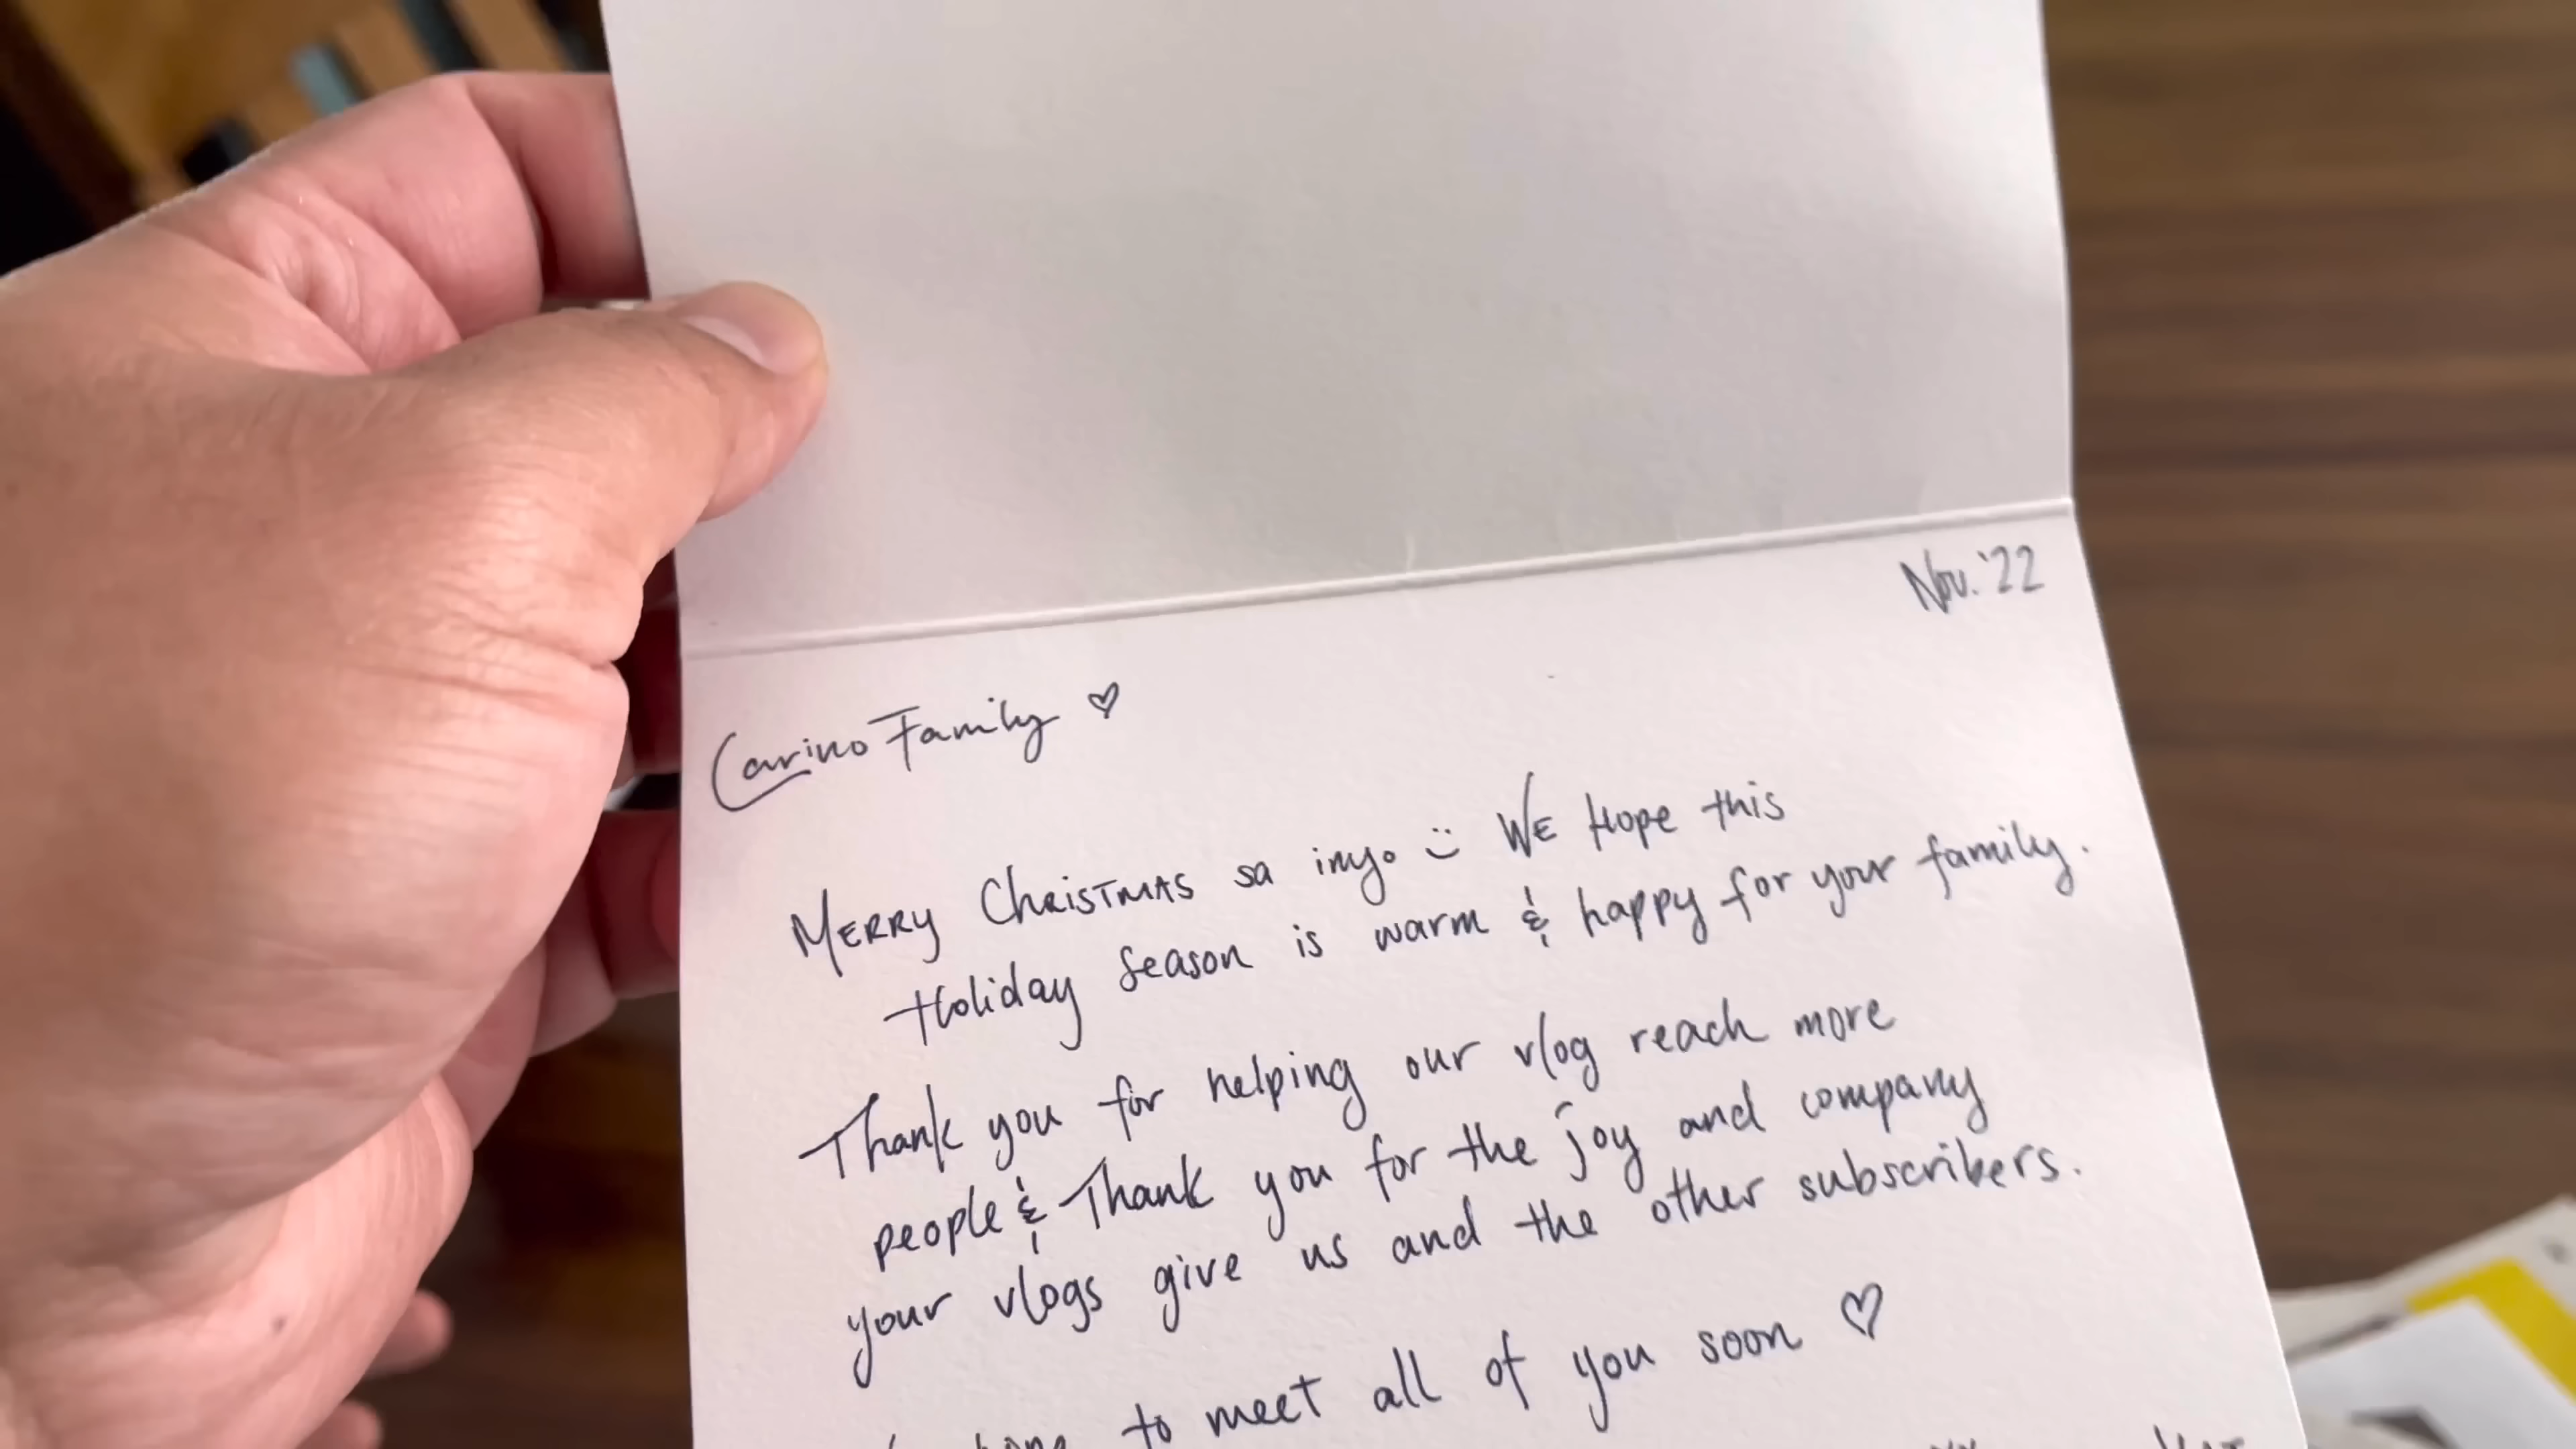 Nov. '22
Carino Family ♡
Merry Christmas sa inyo :) We Hope this
Holiday season is warm & happy for your family.
Thank you for helping our vlog reach more
people & Thank you for the joy and company
your vlogs give us and the other subscribers.
hope to meet all of you soon ♡